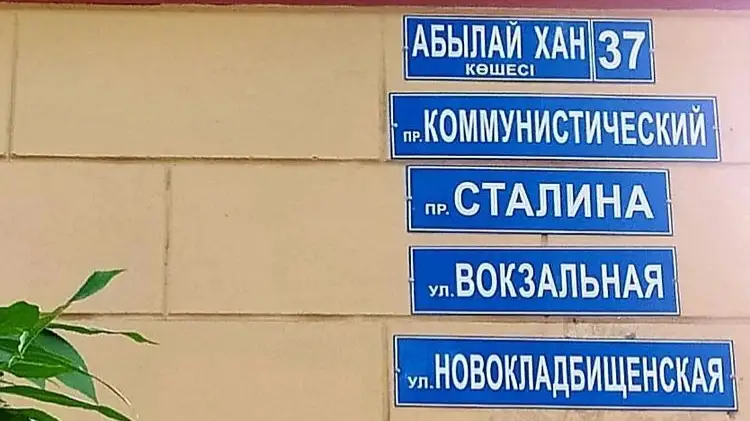 АБЫЛАЙ ХАН 37
КӨШЕСІ
ПР. КОММУНИСТИЧЕСКИЙ
ПР. СТАЛИНА
УЛ. ВОКЗАЛЬНАЯ
УЛ. НОВОКЛАДБИЩЕНСКАЯ